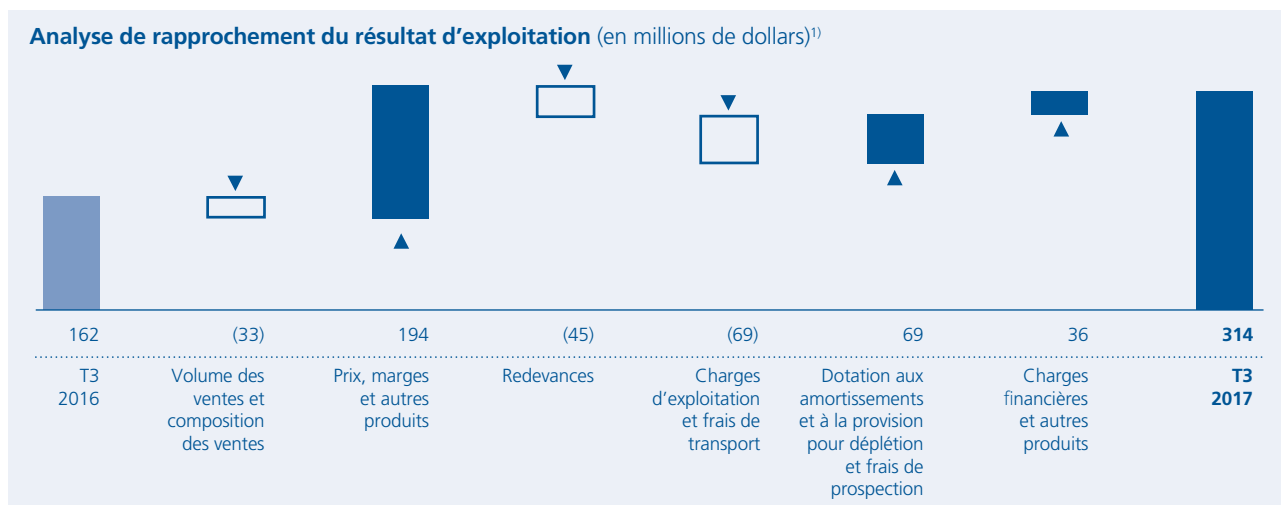 Analyse de rapprochement du résultat d'exploitation (en millions de dollars)1)
162 (33) 194 (45) (69) 69 36 314
T3
2016
Volume des
ventes et
composition
des ventes
Prix, marges
et autres
produits
Redevances
Charges
d'exploitation
et frais de
transport
Dotation aux
amortissements
et à la provision
pour déplétion
et frais de
prospection
Charges
financières
et autres
produits
T3
2017